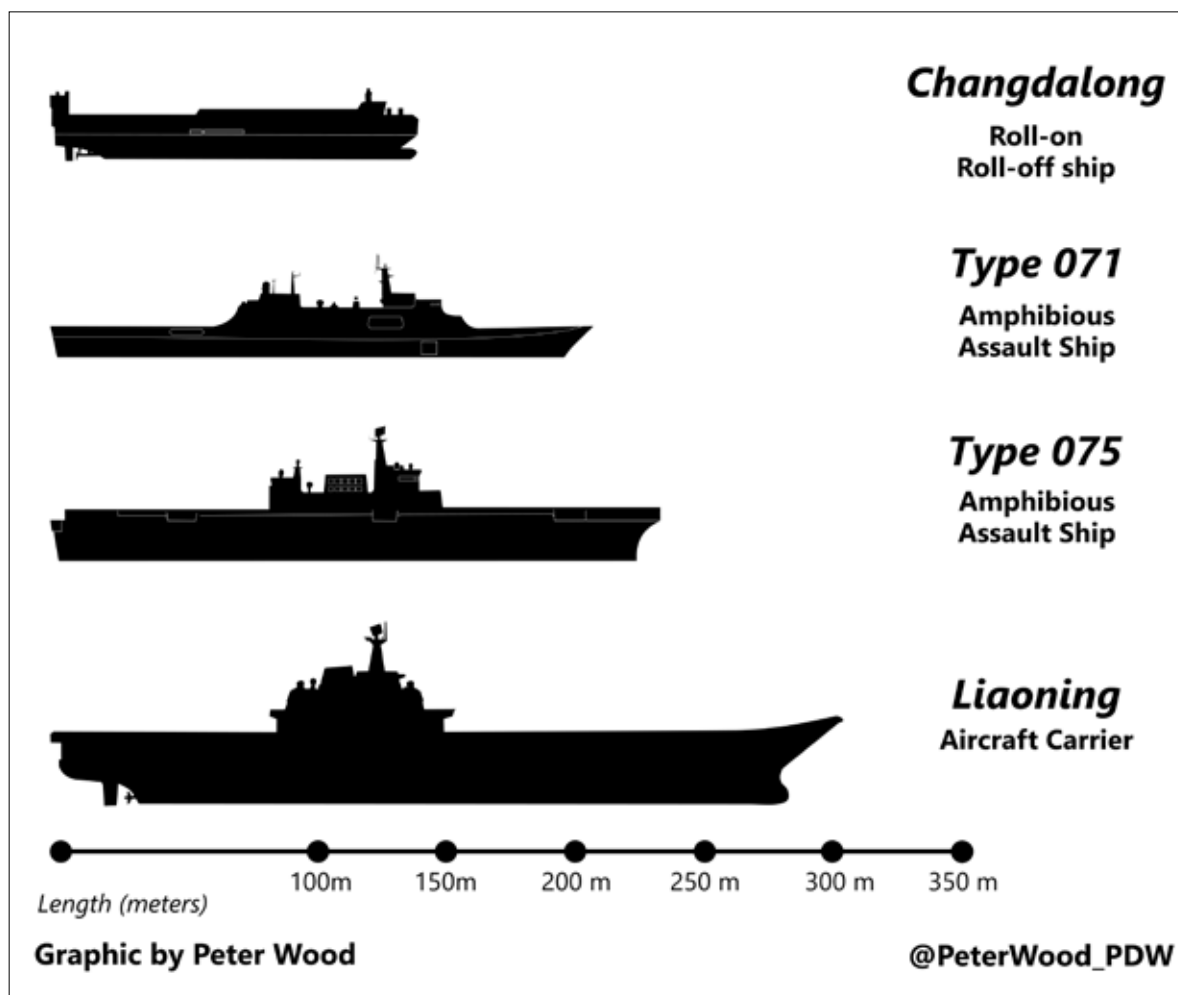 Changdalong
Roll-on
Roll-off ship
Type 071
Amphibious
Assault Ship
Type 075
Amphibious
Assault Ship
Liaoning
Aircraft Carrier
100m 150m 200 m 250 m 300 m 350 m
Length (meters)
Graphic by Peter Wood @PeterWood_PDW